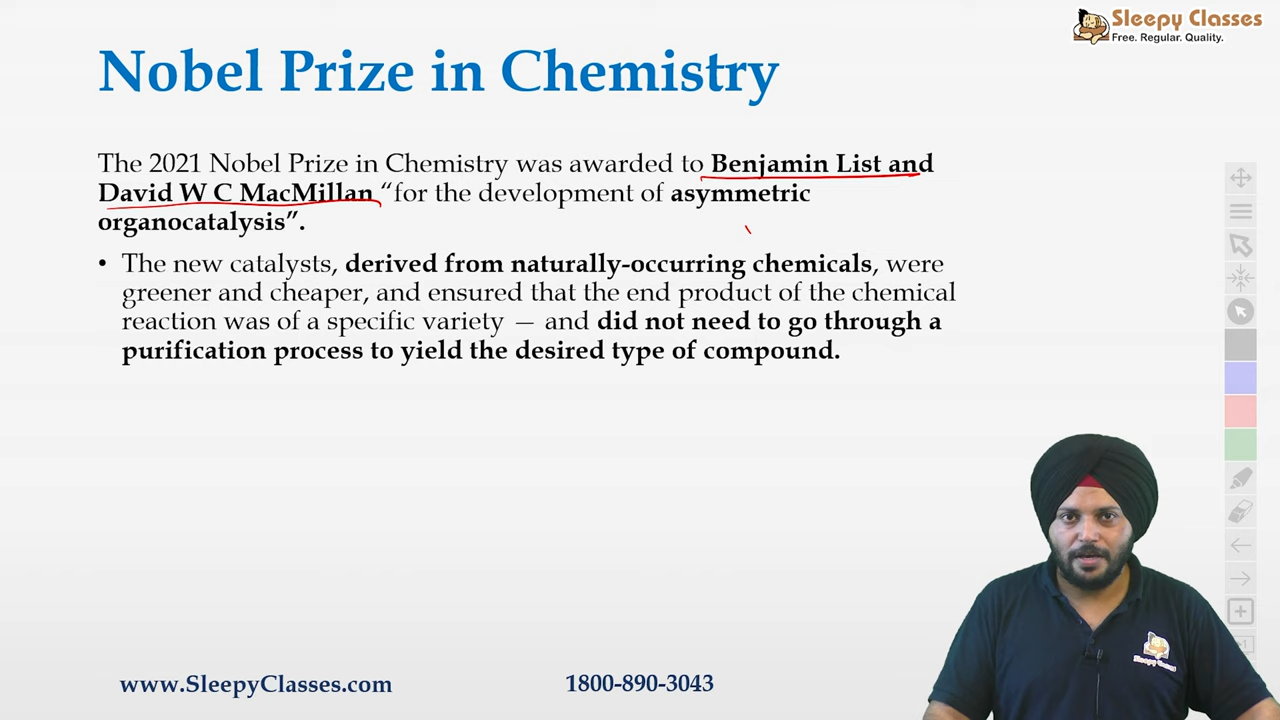 Sleepy Classes
Free. Regular. Quality.
Nobel Prize in Chemistry
The 2021 Nobel Prize in Chemistry was awarded to Benjamin List and
David W C MacMillan “for the development of asymmetric
organocatalysis”.
• The new catalysts, derived from naturally-occurring chemicals, were
greener and cheaper, and ensured that the end product of the chemical
reaction was of a specific variety — and did not need to go through a
purification process to yield the desired type of compound.
Sleepy Classes
www.SleepyClasses.com
1800-890-3043